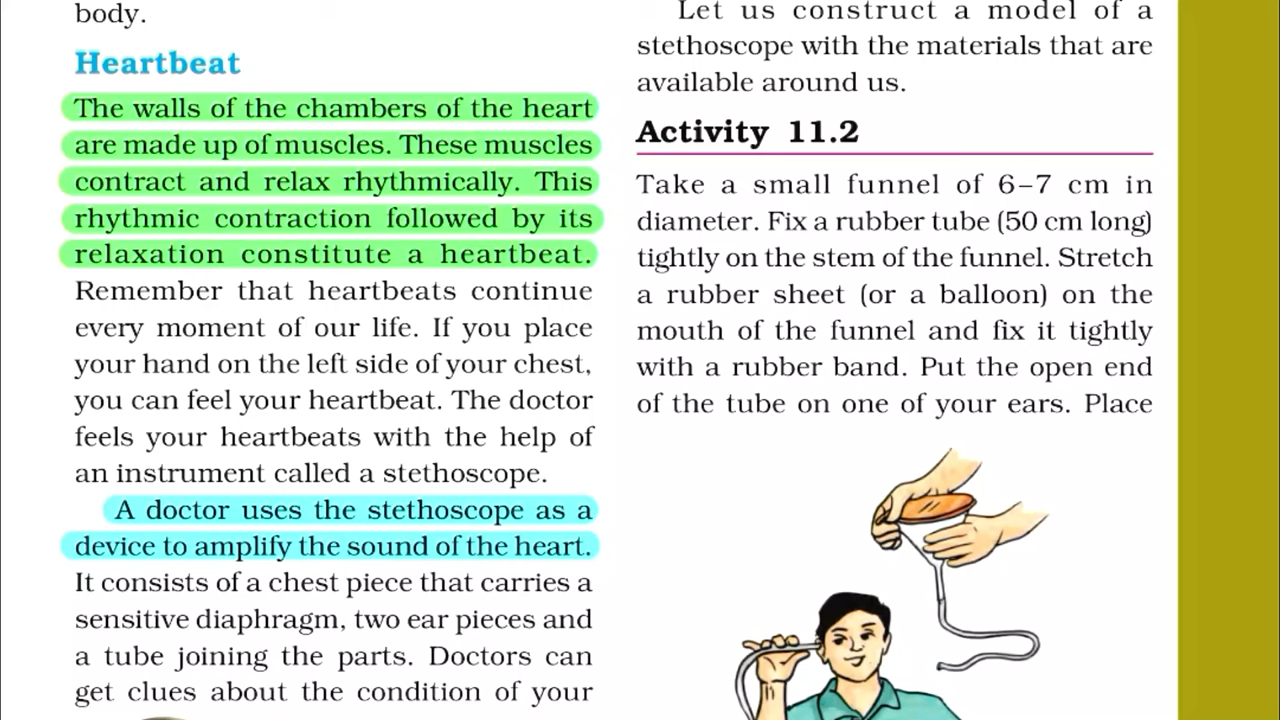 body.
Heartbeat
The walls of the chambers of the heart
are made up of muscles. These muscles
contract and relax rhythmically. This
rhythmic contraction followed by its
relaxation constitute a heartbeat.
Remember that heartbeats continue
every moment of our life. If you place
your hand on the left side of your chest,
you can feel your heartbeat. The doctor
feels your heartbeats with the help of
an instrument called a stethoscope.
A doctor uses the stethoscope as a
device to amplify the sound of the heart.
It consists of a chest piece that carries a
sensitive diaphragm, two ear pieces and
a tube joining the parts. Doctors can
get clues about the condition of your
Let us construct a model of a
stethoscope with the materials that are
available around us.
Activity 11.2
Take a small funnel of 6–7 cm in
diameter. Fix a rubber tube (50 cm long)
tightly on the stem of the funnel. Stretch
a rubber sheet (or a balloon) on the
mouth of the funnel and fix it tightly
with a rubber band. Put the open end
of the tube on one of your ears. Place